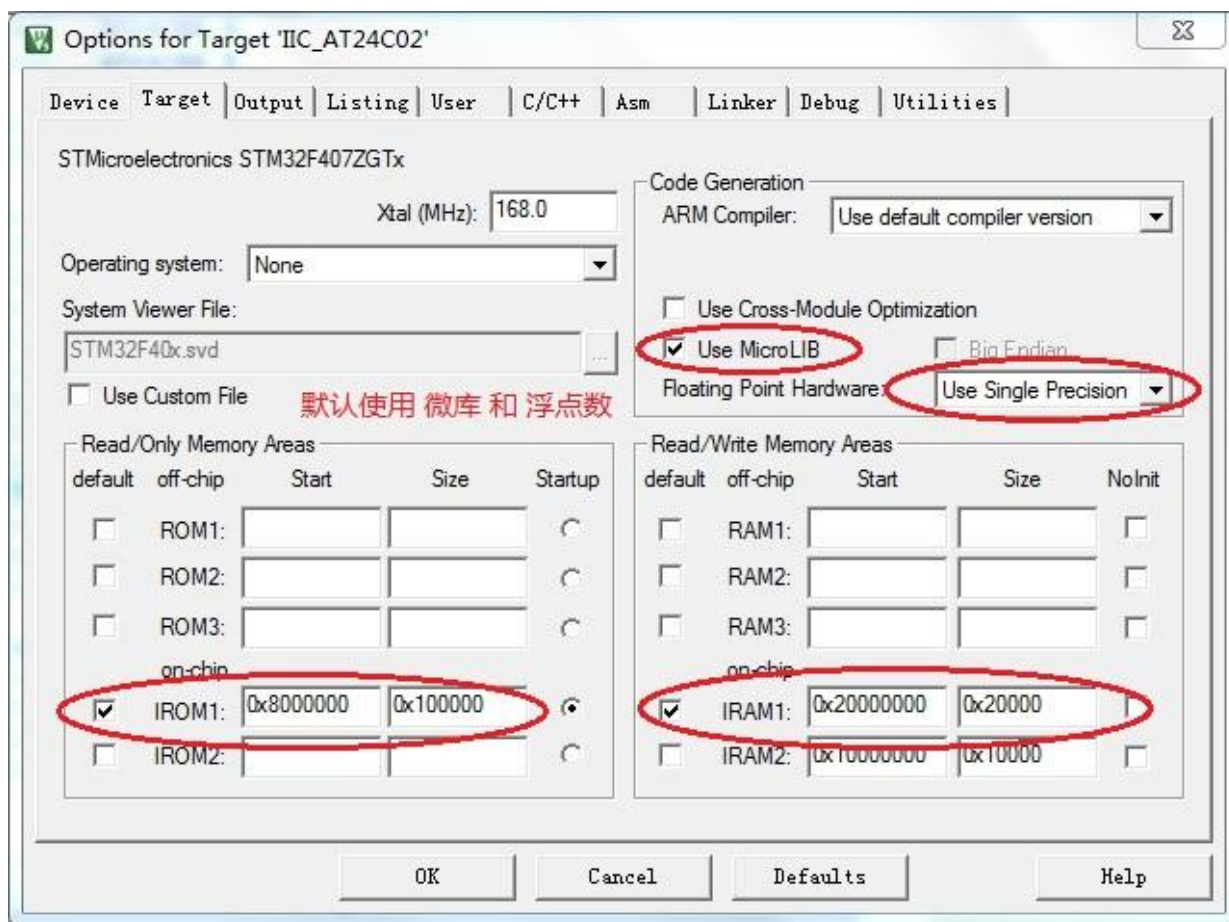 Options for Target 'IIC_AT24C02'
Device Target Output Listing User C/C++ Asm Linker Debug Utilities
STMicroelectronics STM32F407ZGTx
Xtal (MHz): 168.0
Operating system: None
System Viewer File:
STM32F40x.svd ...
Use Custom File
默认使用 微库 和 浮点数
Code Generation
ARM Compiler: Use default compiler version
Use Cross-Module Optimization
Use MicroLIB Big Endian
Floating Point Hardware: Use Single Precision
Read/Only Memory Areas
default off-chip Start Size Startup
ROM1:
ROM2:
ROM3:
on-chip
IROM1: 0x8000000 0x100000
IROM2:
Read/Write Memory Areas
default off-chip Start Size NoInit
RAM1:
RAM2:
RAM3:
on-chip
IRAM1: 0x20000000 0x20000
IRAM2: 0x10000000 0x10000
OK Cancel Defaults Help